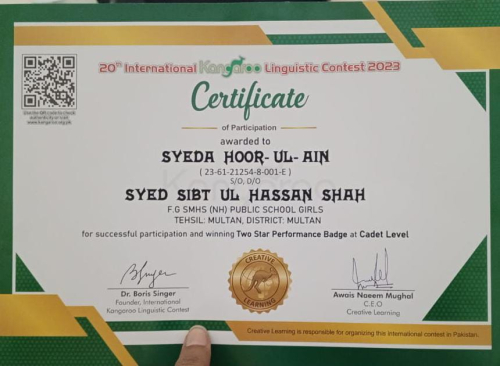 20th International Kangaroo Linguistic Contest 2023
Certificate
of Participation
awarded to
SYEDA HOOR-UL-AIN
( 23-61-21254-8-001-E )
S/O, D/O
SYED SIBT UL HASSAN SHAH
F.G SMHS (NH) PUBLIC SCHOOL GIRLS
TEHSIL: MULTAN, DISTRICT: MULTAN
for successful participation and winning Two Star Performance Badge at Cadet Level
Dr. Boris Singer
Founder, International
Kangaroo Linguistic Contest
CREATIVE
LEARNING
Awais Naeem Mughal
C.E.O
Creative Learning
Creative Learning is responsible for organizing this international contest in Pakistan.